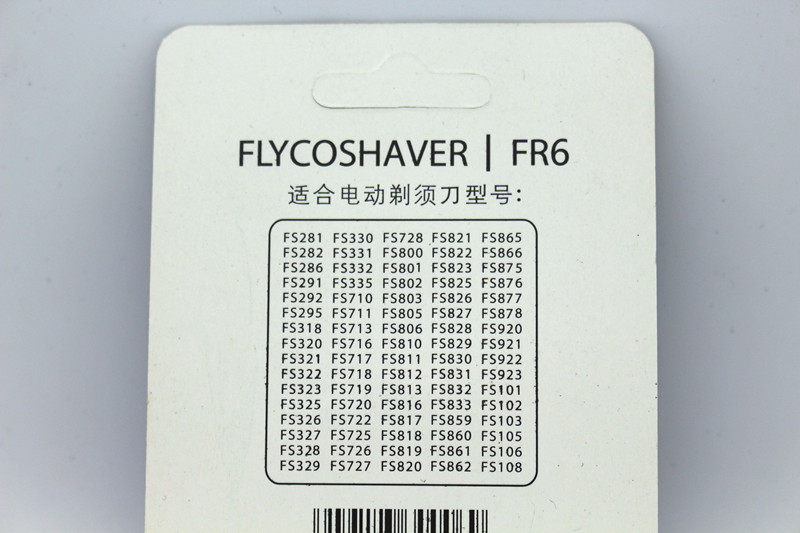 FLYCOSHAVER | FR6
适合电动剃须刀型号:
FS281 FS330 FS728 FS821 FS865
FS282 FS331 FS800 FS822 FS866
FS286 FS332 FS801 FS823 FS875
FS291 FS335 FS802 FS825 FS876
FS292 FS710 FS803 FS826 FS877
FS295 FS711 FS805 FS827 FS878
FS318 FS713 FS806 FS828 FS920
FS320 FS716 FS810 FS829 FS921
FS321 FS717 FS811 FS830 FS922
FS322 FS718 FS812 FS831 FS923
FS323 FS719 FS813 FS832 FS101
FS325 FS720 FS816 FS833 FS102
FS326 FS722 FS817 FS859 FS103
FS327 FS725 FS818 FS860 FS105
FS328 FS726 FS819 FS861 FS106
FS329 FS727 FS820 FS862 FS108